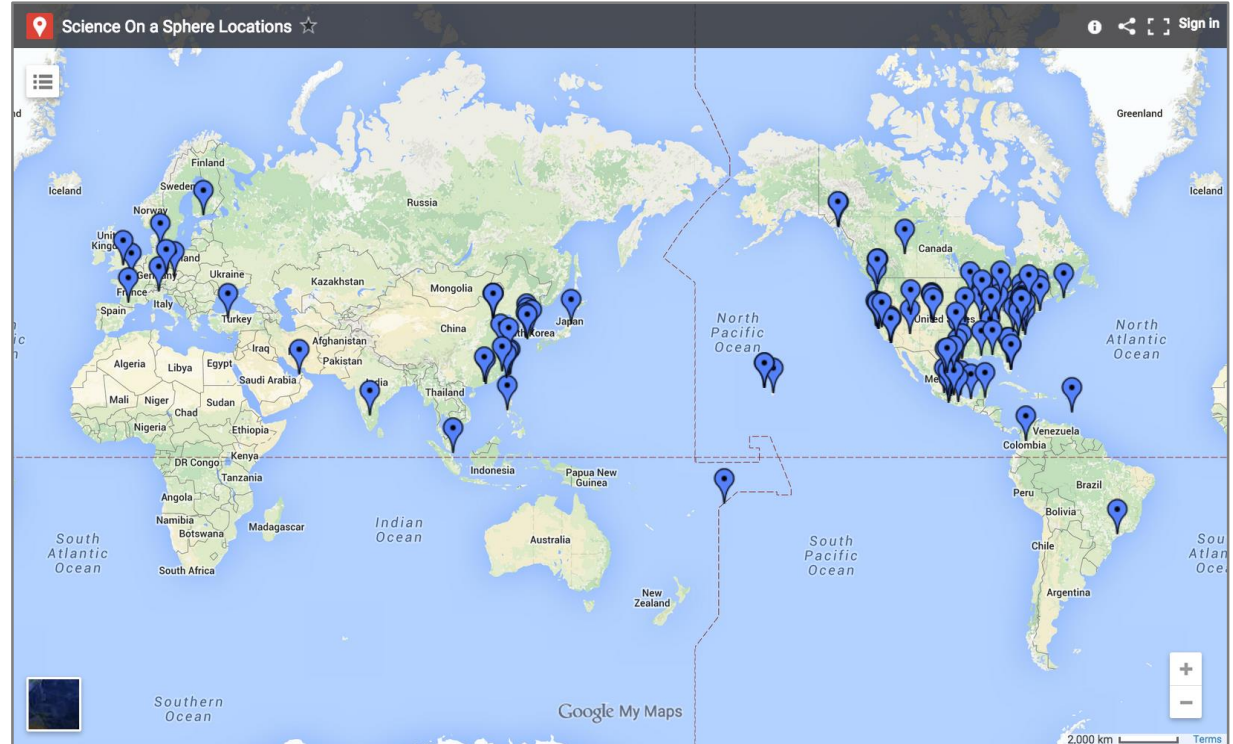 Science On a Sphere Locations
Sign in
Greenland
Iceland
Finland
Sweden
Norway
Russia
Iceland
Canada
Ukraine
Kazakhstan
Mongolia
France
Spain
Italy
Turkey
China
Japan
North
Pacific
Ocean
North
Atlantic
Ocean
Iraq
Afghanistan
Pakistan
Algeria
Libya
Egypt
Saudi Arabia
Mali
Niger
Chad
Sudan
Thailand
Nigeria
Ethiopia
Venezuela
Colombia
DR Congo
Kenya
Tanzania
Indonesia
Papua New
Guinea
Peru
Brazil
Angola
Namibia
Botswana
Madagascar
Bolivia
South
Atlantic
Ocean
Indian
Ocean
Australia
South
Pacific
Ocean
Chile
South Africa
New
Zealand
Argentina
Southern
Ocean
Google My Maps
2,000 km
Terms